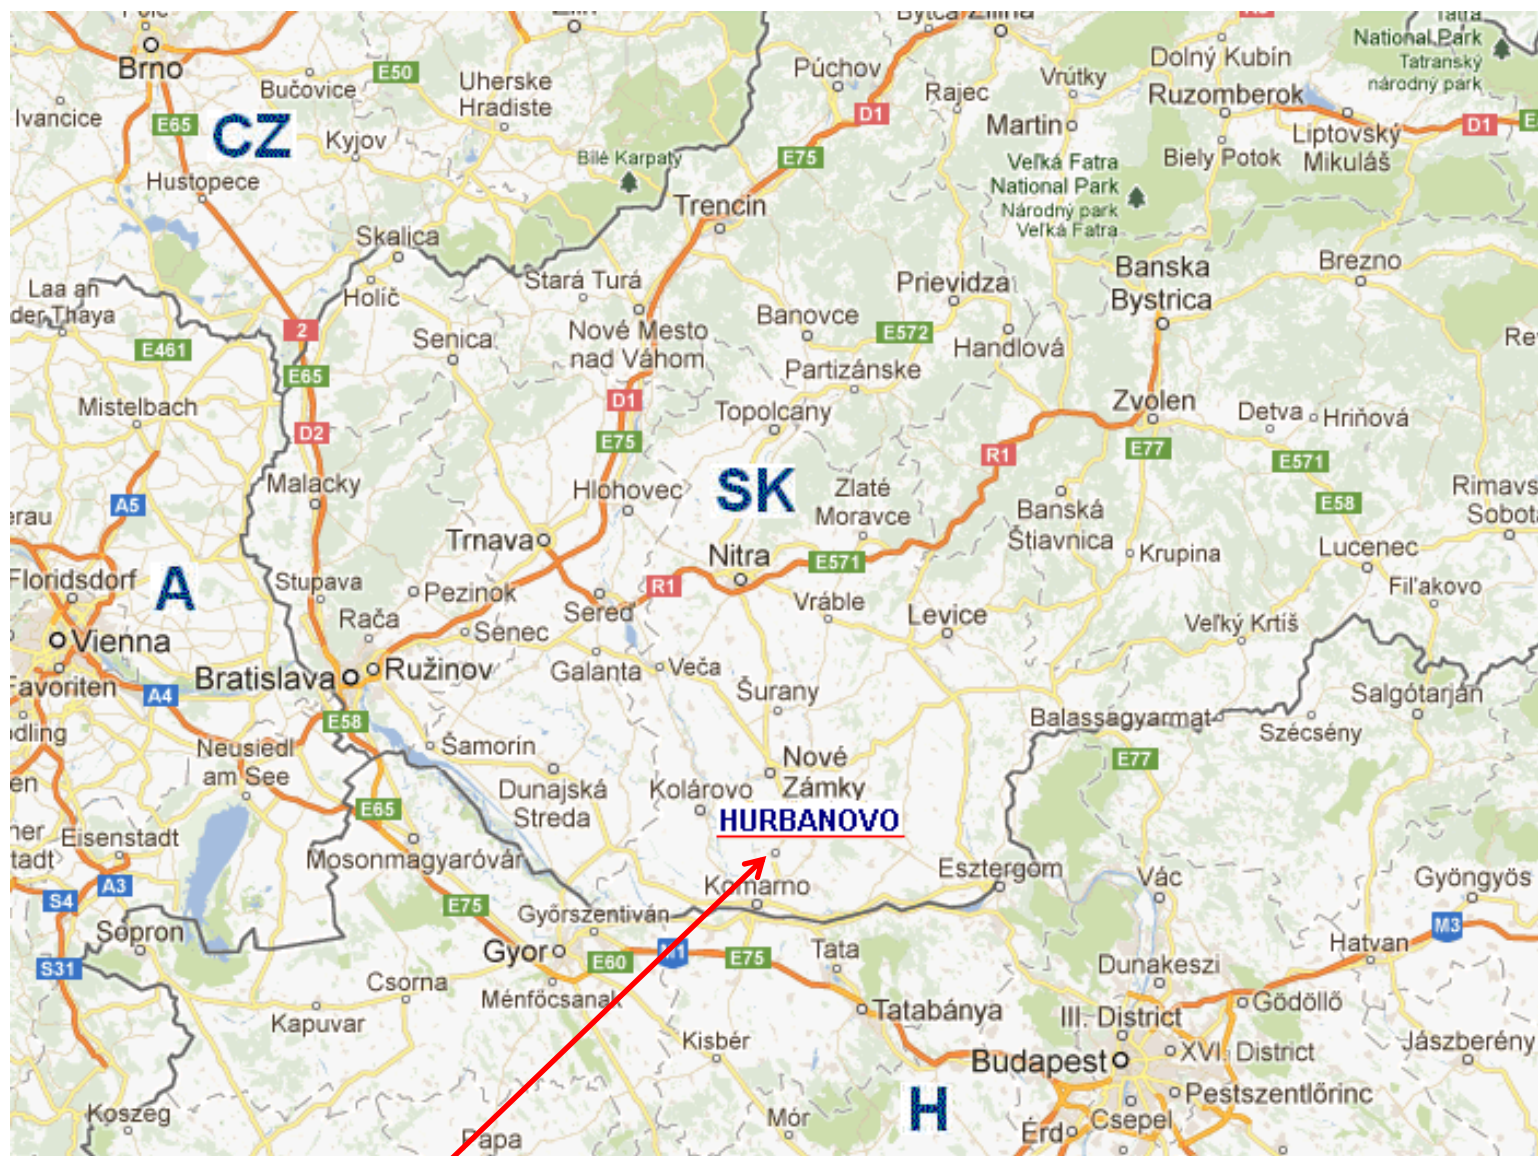 Zilina
Tatra
National Park
Tatranský
národný park
Brno
Bučovice
E50
Uherske
Hradiste
Púchov
Rajec
Vrútky
Dolný Kubín
Ruzomberok
Ivancice
E65
CZ
Kyjov
D1
Martin
Liptovský
Mikuláš
D1
Biely Potok
Hustopece
Bílé Karpaty
E75
Veľká Fatra
National Park
Národný park
Veľká Fatra
Trencin
Skalica
Holíč
Stará Turá
Prievidza
Banska
Bystrica
Brezno
Laa an
der Thaya
2
Senica
Nové Mesto
nad Váhom
Banovce
E572
Handlová
E461
E65
Partizánske
Mistelbach
D1
Topolcany
Zvolen
Detva
Hriňová
D2
E75
R1
E77
E571
Malacky
Hlohovec
SK
Zlaté
Moravce
Banská
Štiavnica
E58
A5
Trnava
Nitra
E571
Krupina
Lucenec
Floridsdorf
A
Stupava
Pezinok
Sereď
R1
Vráble
Levice
Fiľakovo
Rača
Senec
Veľký Krtíš
Vienna
Bratislava
Ružinov
Galanta
Veča
Favoriten
A4
Šurany
Salgótarján
E58
Balassagyarmat
Szécsény
Neusiedl
am See
Šamorín
Nové
Zámky
E77
Dunajská
Streda
Kolárovo
E65
HURBANOVO
Eisenstadt
Mosonmagyaróvár
Komarno
Esztergom
Vác
Gyöngyös
A3
S4
E75
Győrszentiván
M3
Sopron
Gyor
E60
M1
E75
Tata
Hatvan
S31
Dunakeszi
Csorna
Ménfőcsanak
Tatabánya
Gödöllő
Kapuvar
III. District
Kisbér
Budapest
XVI. District
Jászberény
Pestszentlőrinc
Koszeg
Papa
Mór
H
Csepel
Érd